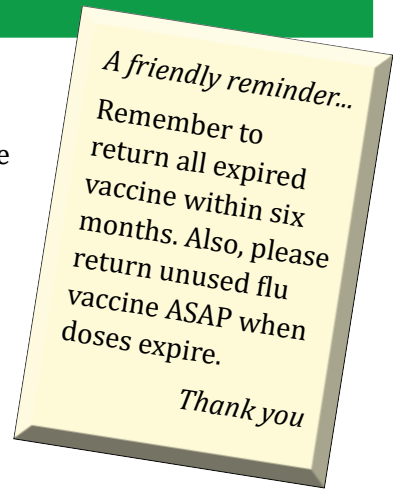 e
A friendly reminder...
Remember to
return all expired
vaccine within six
months. Also, please
return unused flu
vaccine ASAP when
doses expire.
Thank you